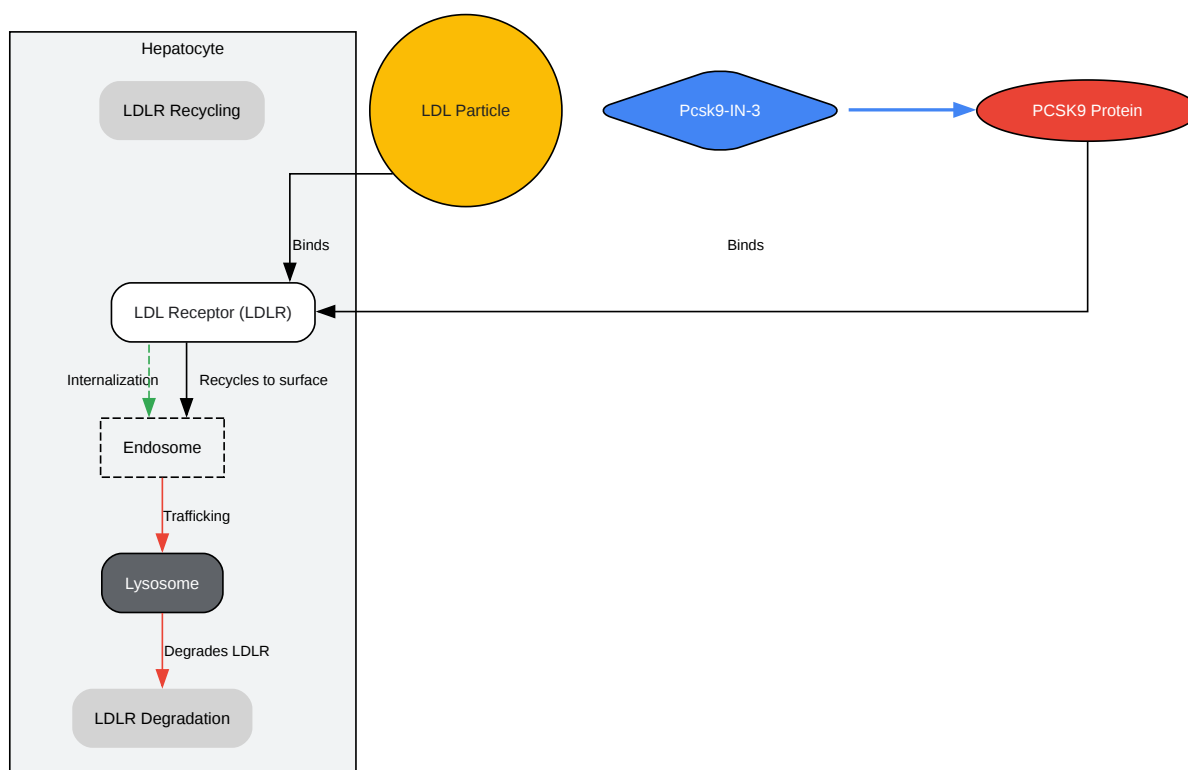 Hepatocyte
LDLR Recycling
LDL Particle
Pcsk9-IN-3
PCSK9 Protein
Binds
Binds
LDL Receptor (LDLR)
Internalization
Recycles to surface
Endosome
Trafficking
Lysosome
Degrades LDLR
LDLR Degradation